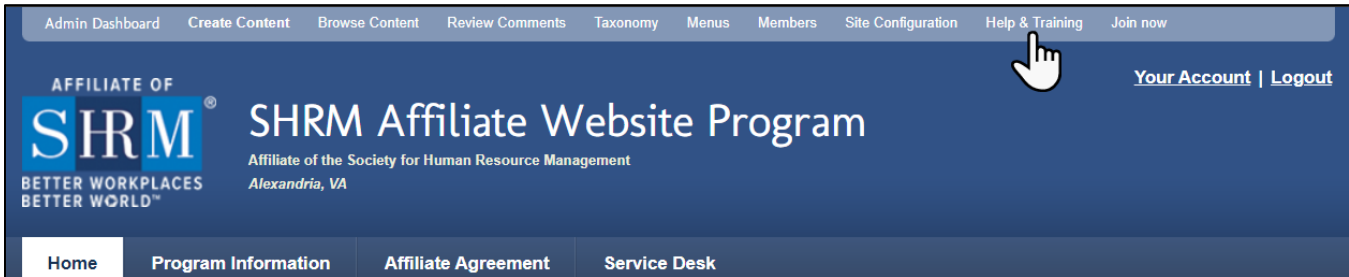 Admin Dashboard Create Content Browse Content Review Comments Taxonomy Menus Members Site Configuration Help & Training Join now
Your Account | Logout
AFFILIATE OF
SHRM®
BETTER WORKPLACES
BETTER WORLD™
SHRM Affiliate Website Program
Affiliate of the Society for Human Resource Management
Alexandria, VA
Home Program Information Affiliate Agreement Service Desk